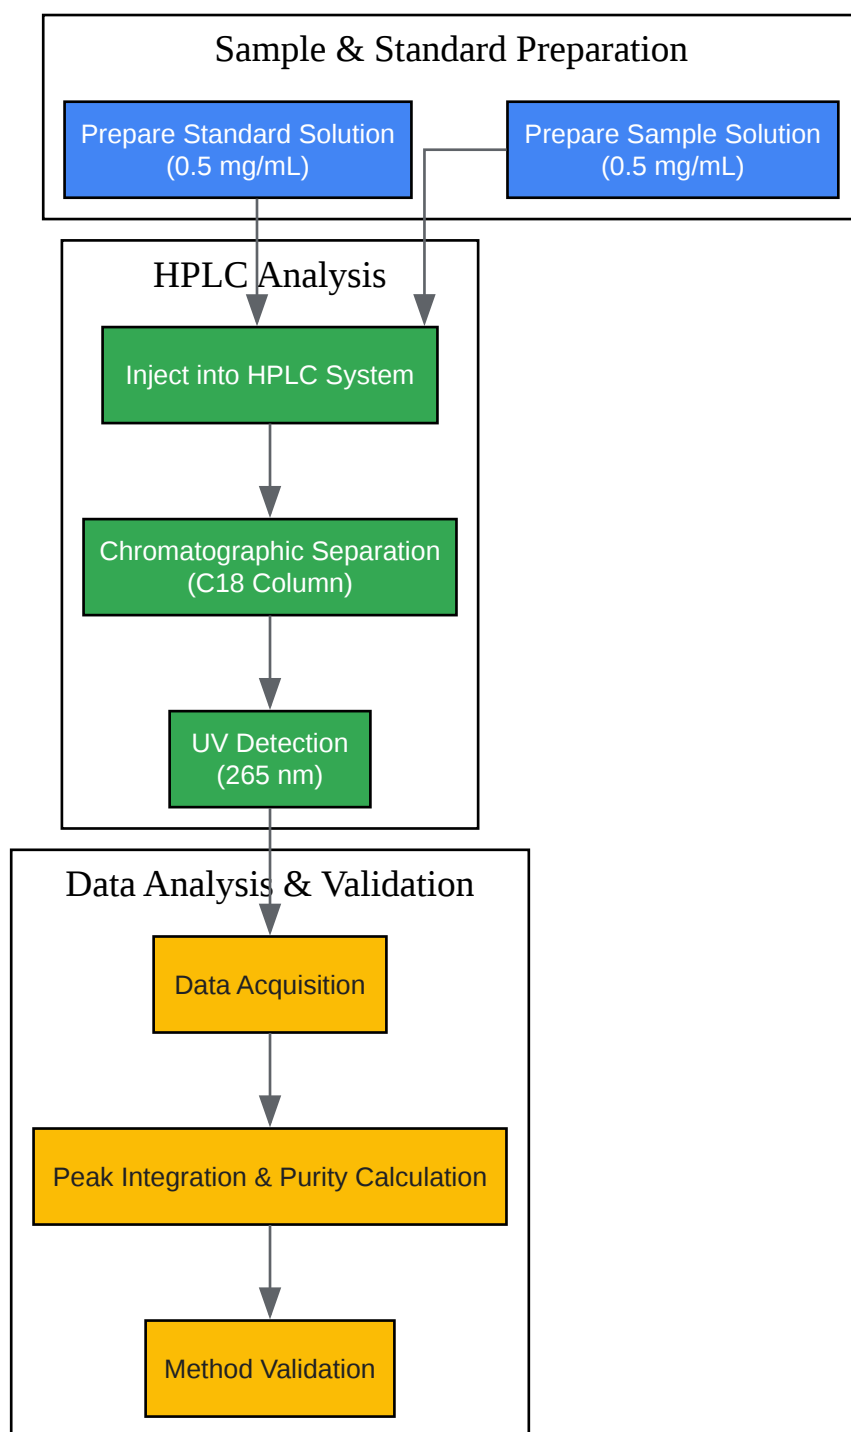 Sample & Standard Preparation
Prepare Standard Solution
(0.5 mg/mL)
Prepare Sample Solution
(0.5 mg/mL)
HPLC Analysis
Inject into HPLC System
Chromatographic Separation
(C18 Column)
UV Detection
(265 nm)
Data Analysis & Validation
Data Acquisition
Peak Integration & Purity Calculation
Method Validation